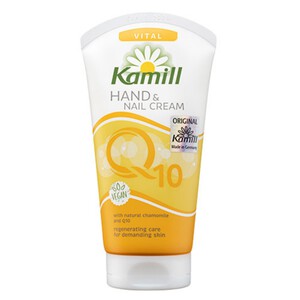 VITAL
Kamill
HAND &
NAIL CREAM
ORIGINAL
Kamill
Made in Germany
Q10
GO
VEGAN
with natural chamomile
and Q10
regenerating care
for demanding skin